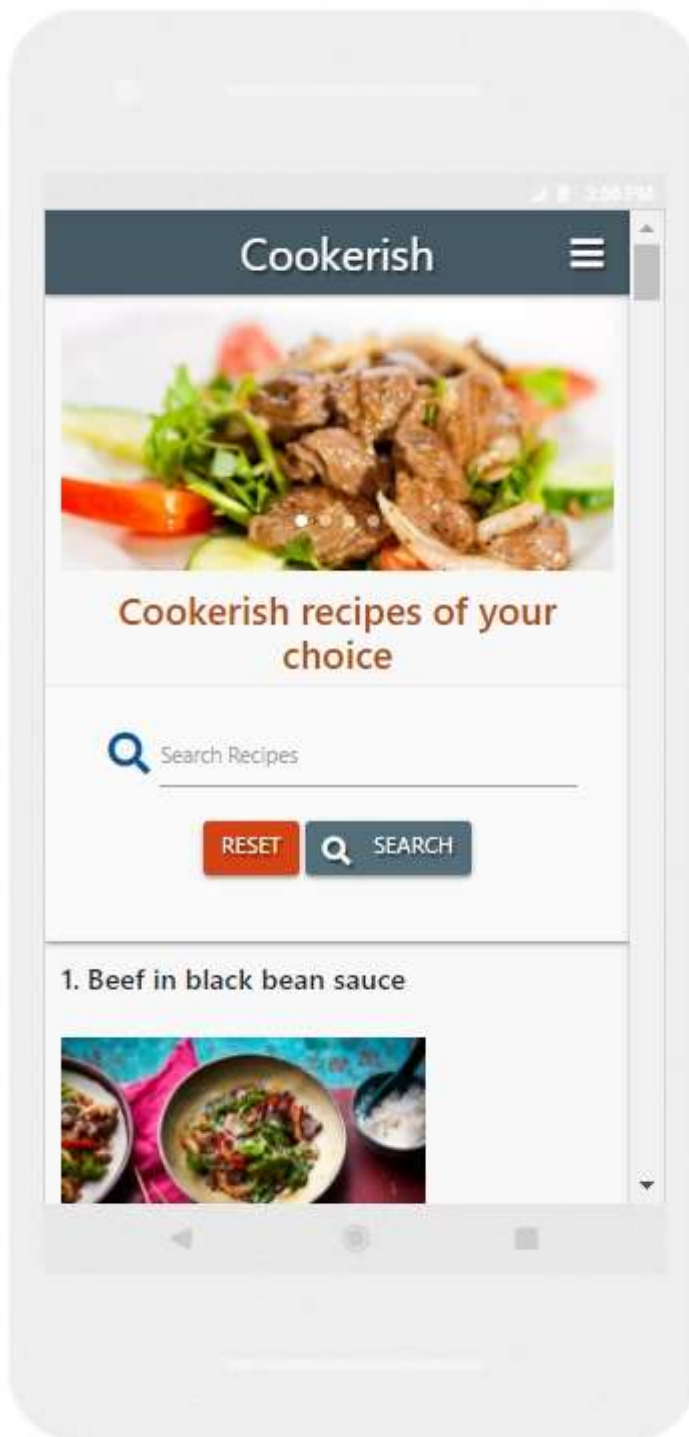 Cookerish
Cookerish recipes of your
choice
Search Recipes
RESET
SEARCH
1. Beef in black bean sauce